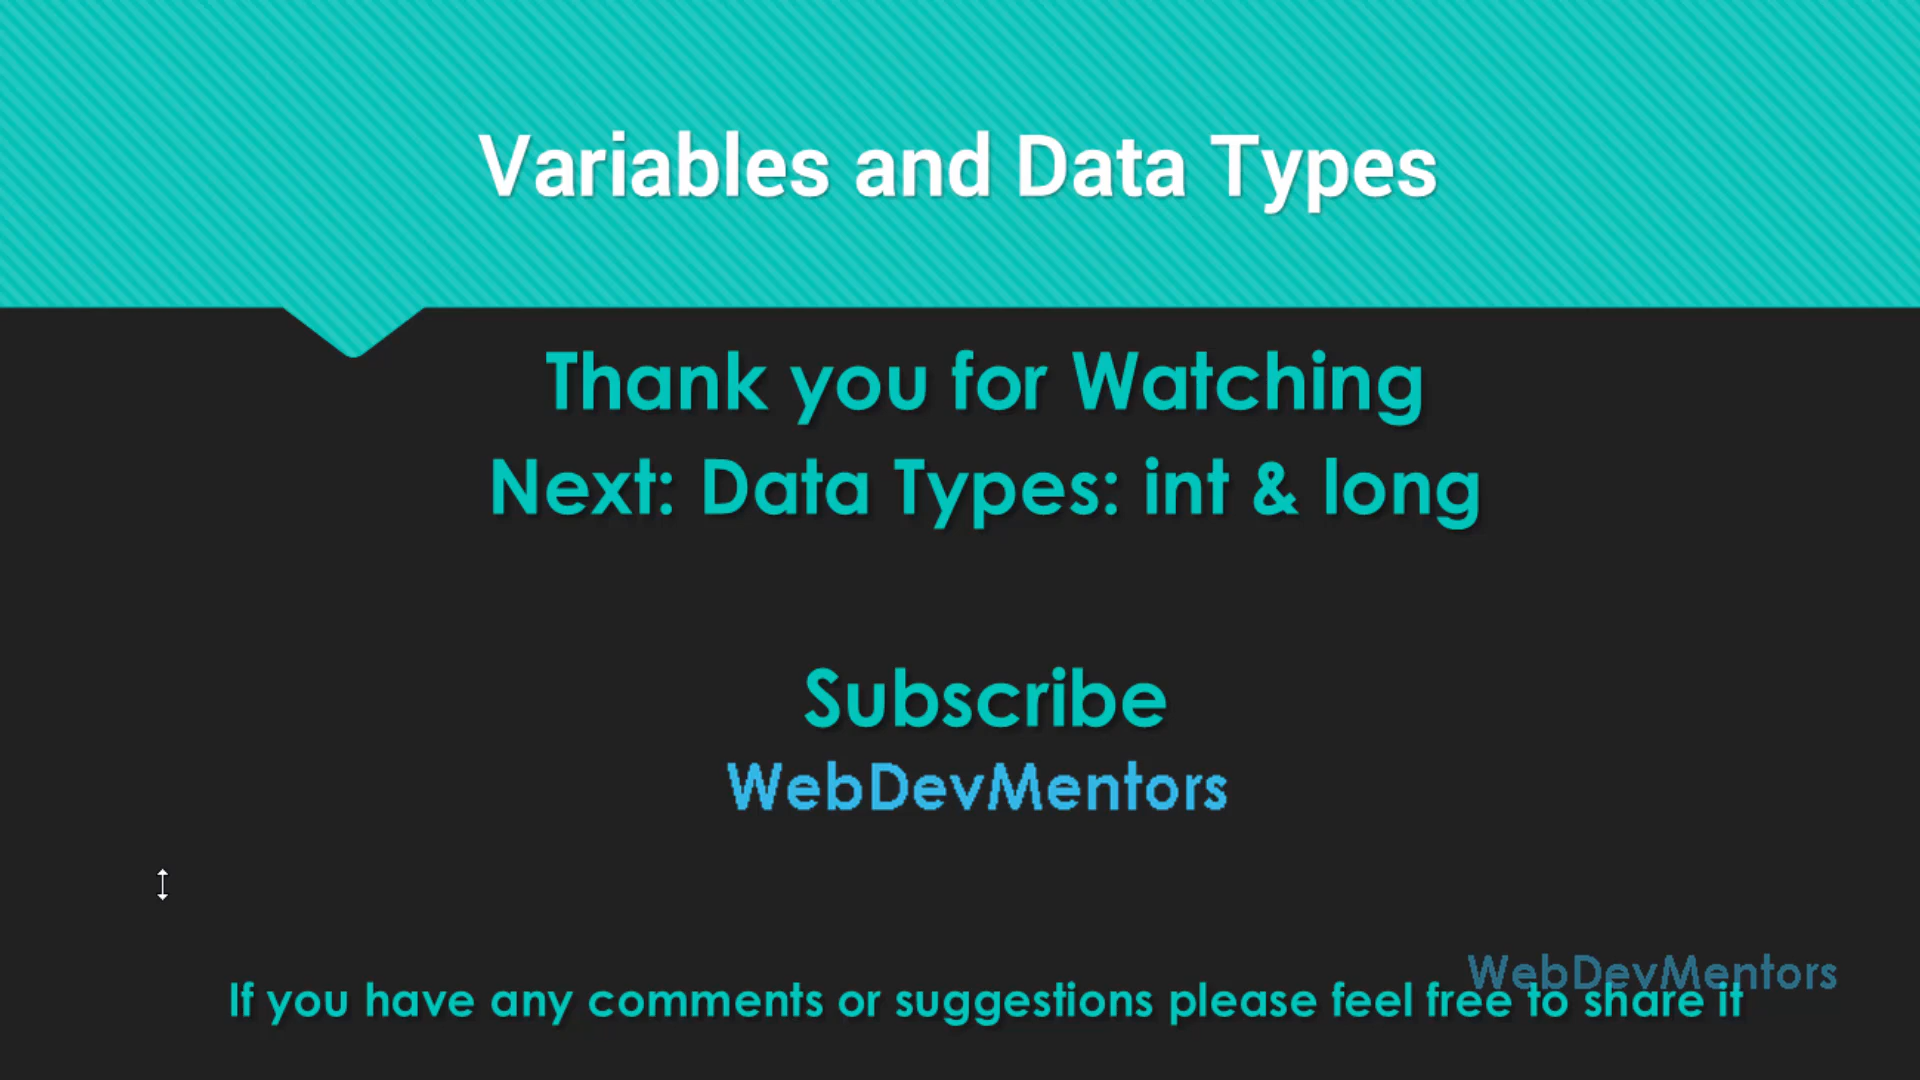 Variables and Data Types
Thank you for Watching
Next: Data Types: int & long
Subscribe
WebDevMentors
WebDevMentors
If you have any comments or suggestions please feel free to share it